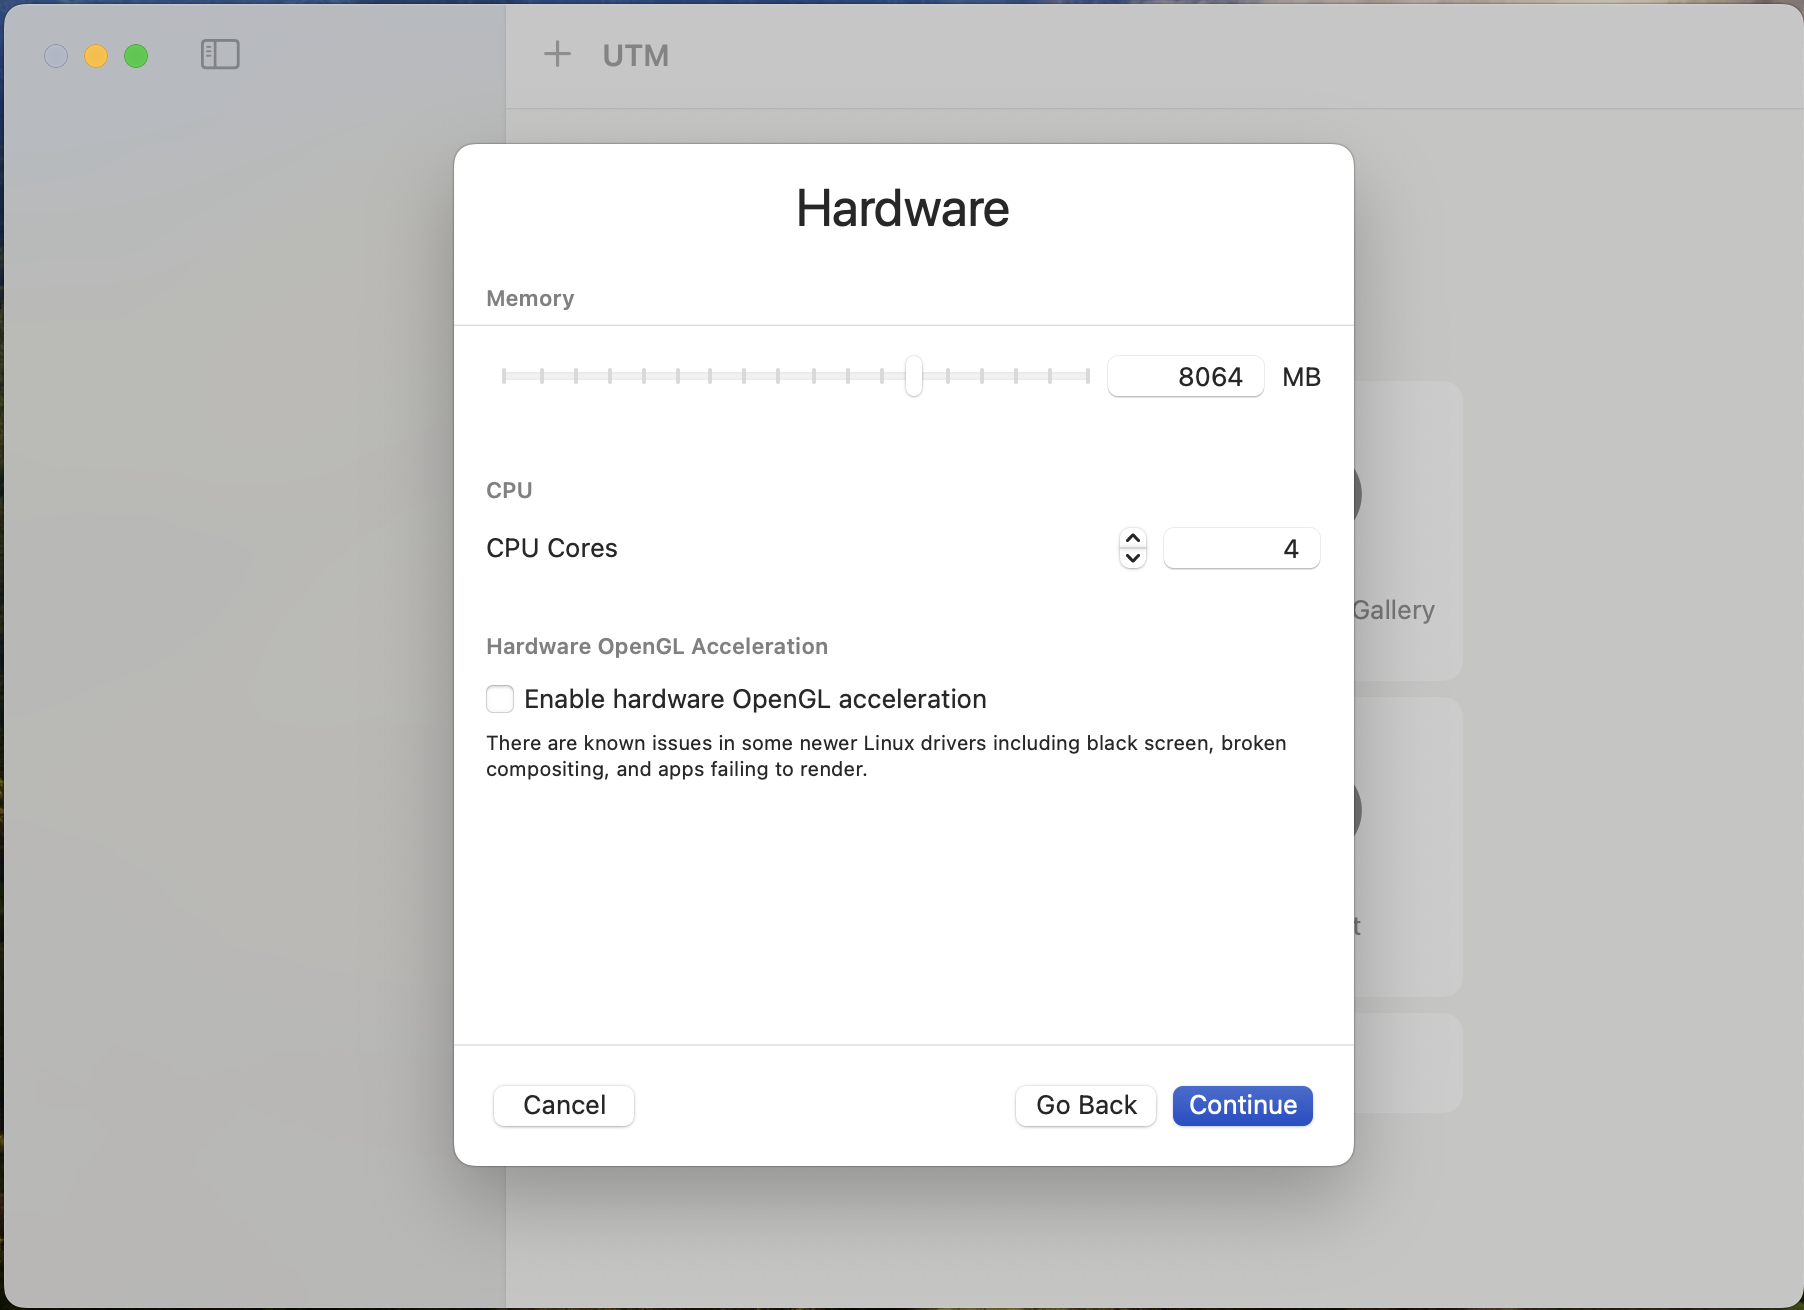 UTM
Hardware
Memory
8064 MB
CPU
CPU Cores
4
Gallery
Hardware OpenGL Acceleration
Enable hardware OpenGL acceleration
There are known issues in some newer Linux drivers including black screen, broken
compositing, and apps failing to render.
t
Cancel
Go Back
Continue